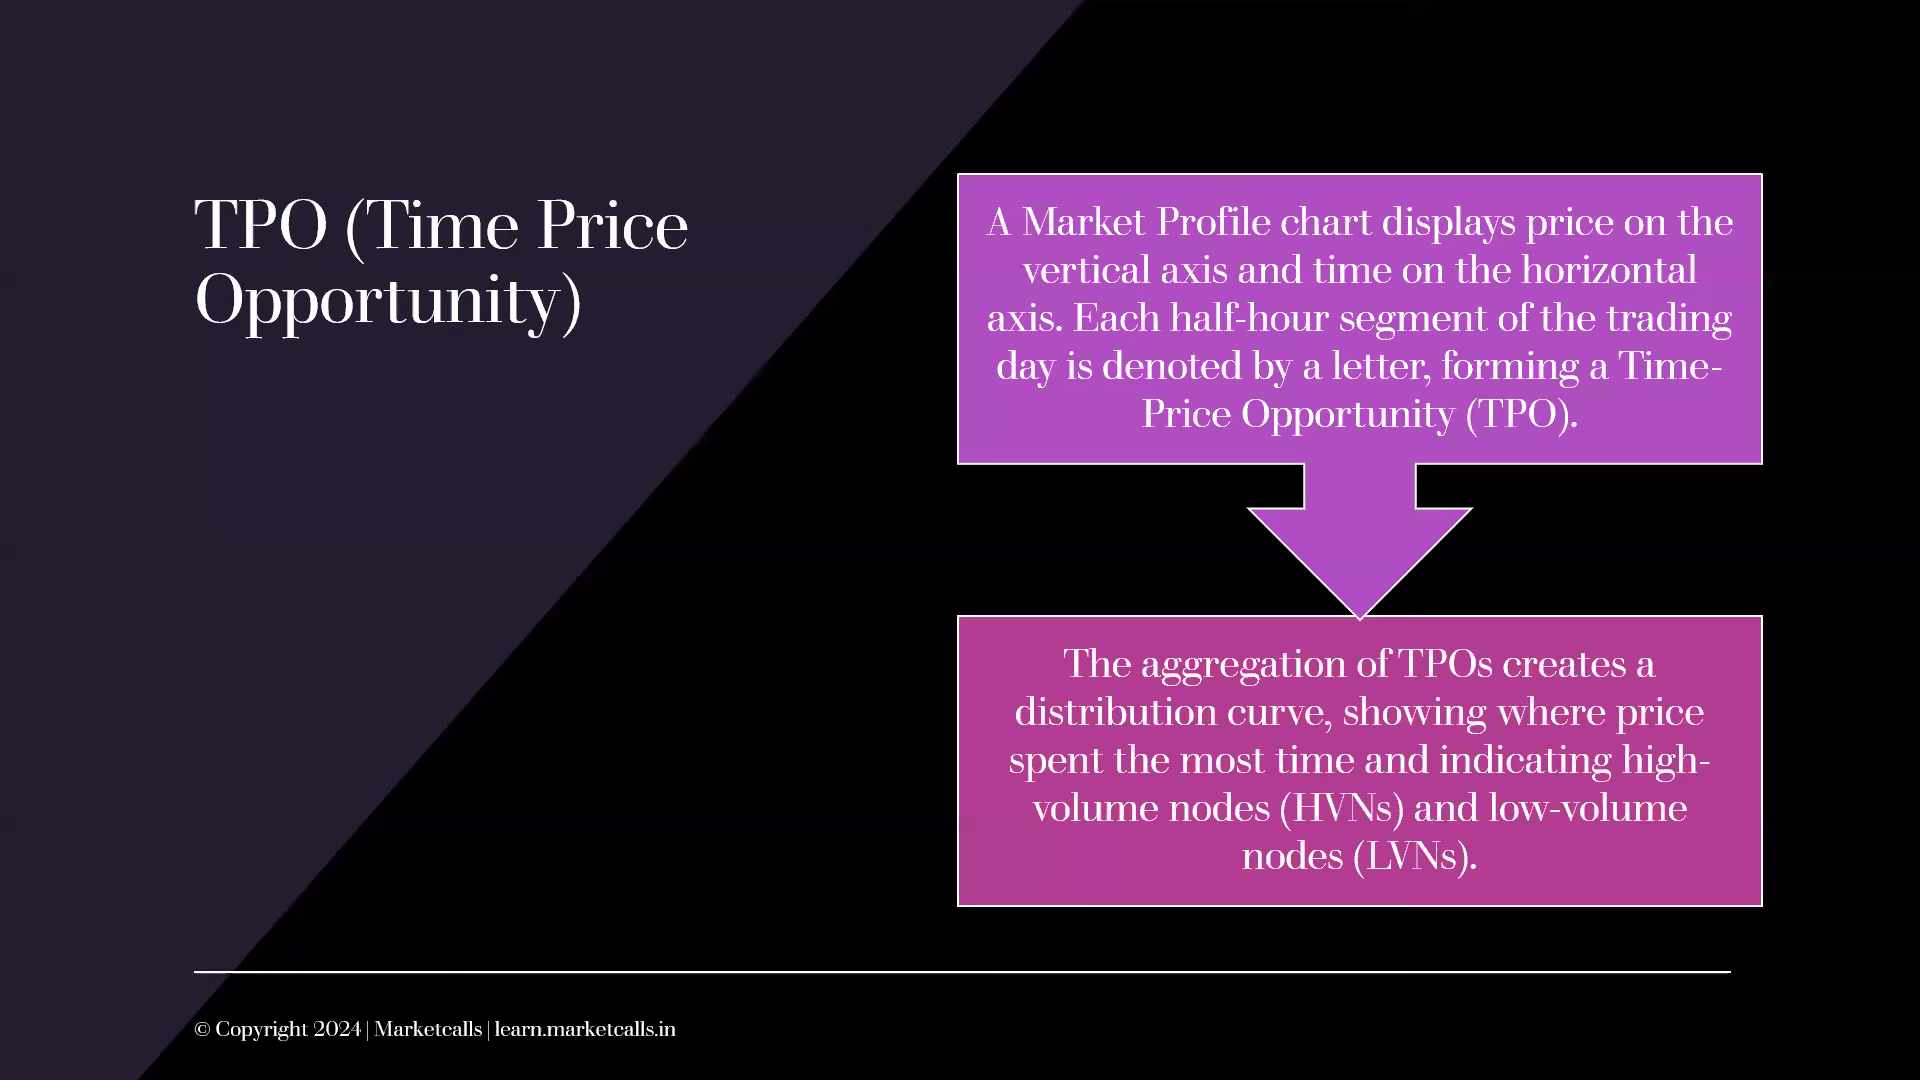 TPO (Time Price
Opportunity)
A Market Profile chart displays price on the
vertical axis and time on the horizontal
axis. Each half-hour segment of the trading
day is denoted by a letter, forming a Time-
Price Opportunity (TPO).
The aggregation of TPOs creates a
distribution curve, showing where price
spent the most time and indicating high-
volume nodes (HVNs) and low-volume
nodes (LVNs).
© Copyright 2024 | Marketcalls | learn.marketcalls.in